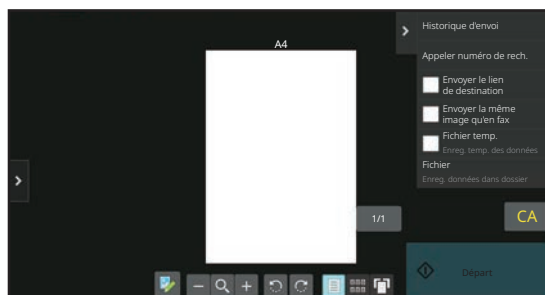 A4
Historique d'envoi
Appeler numéro de rech.
Envoyer le lien
de destination
Envoyer la même
image qu'en fax
Fichier temp.
Enreg. temp. des données
Fichier
Enreg. données dans dossier
1/1
CA
Départ